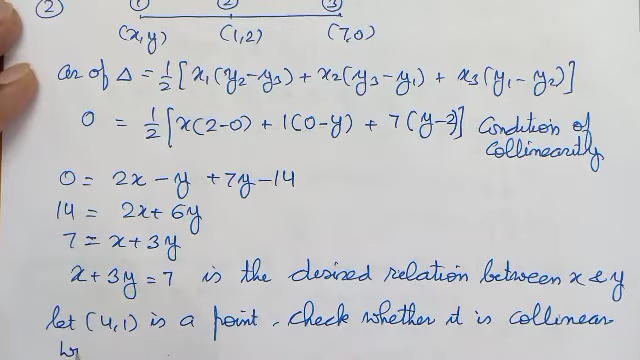 ② ① ② ③
(x,y) (1,2) (7,0)
ar of Δ = 1/2 [x₁(y₂-y₃) + x₂(y₃-y₁) + x₃(y₁-y₂)]
0 = 1/2 [x(2-0) + 1(0-y) + 7(y-2)] Condition of
collinearity
0 = 2x - y + 7y - 14
14 = 2x + 6y
7 = x + 3y
x + 3y = 7 is the desired relation between x & y
let (4,1) is a point. check whether it is collinear